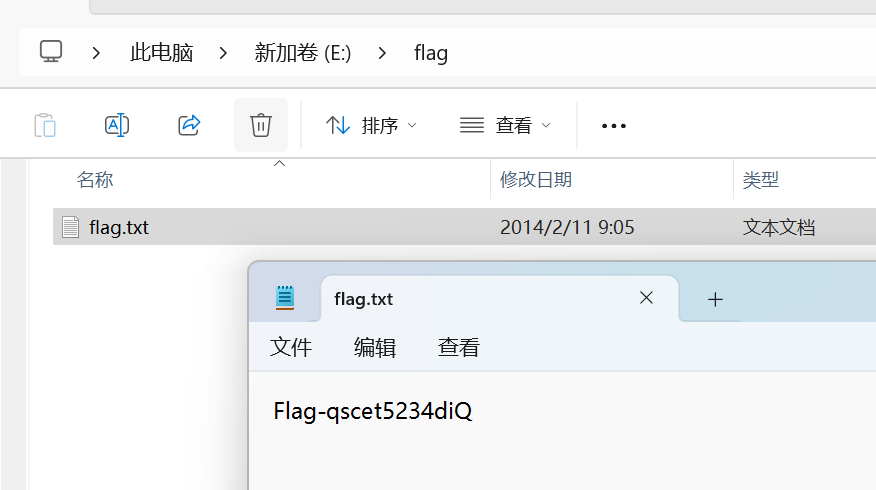 此电脑 新加卷 (E:) flag
排序 查看
名称 修改日期 类型
flag.txt 2014/2/11 9:05 文本文档
flag.txt
文件 编辑 查看
Flag-qscet5234diQ